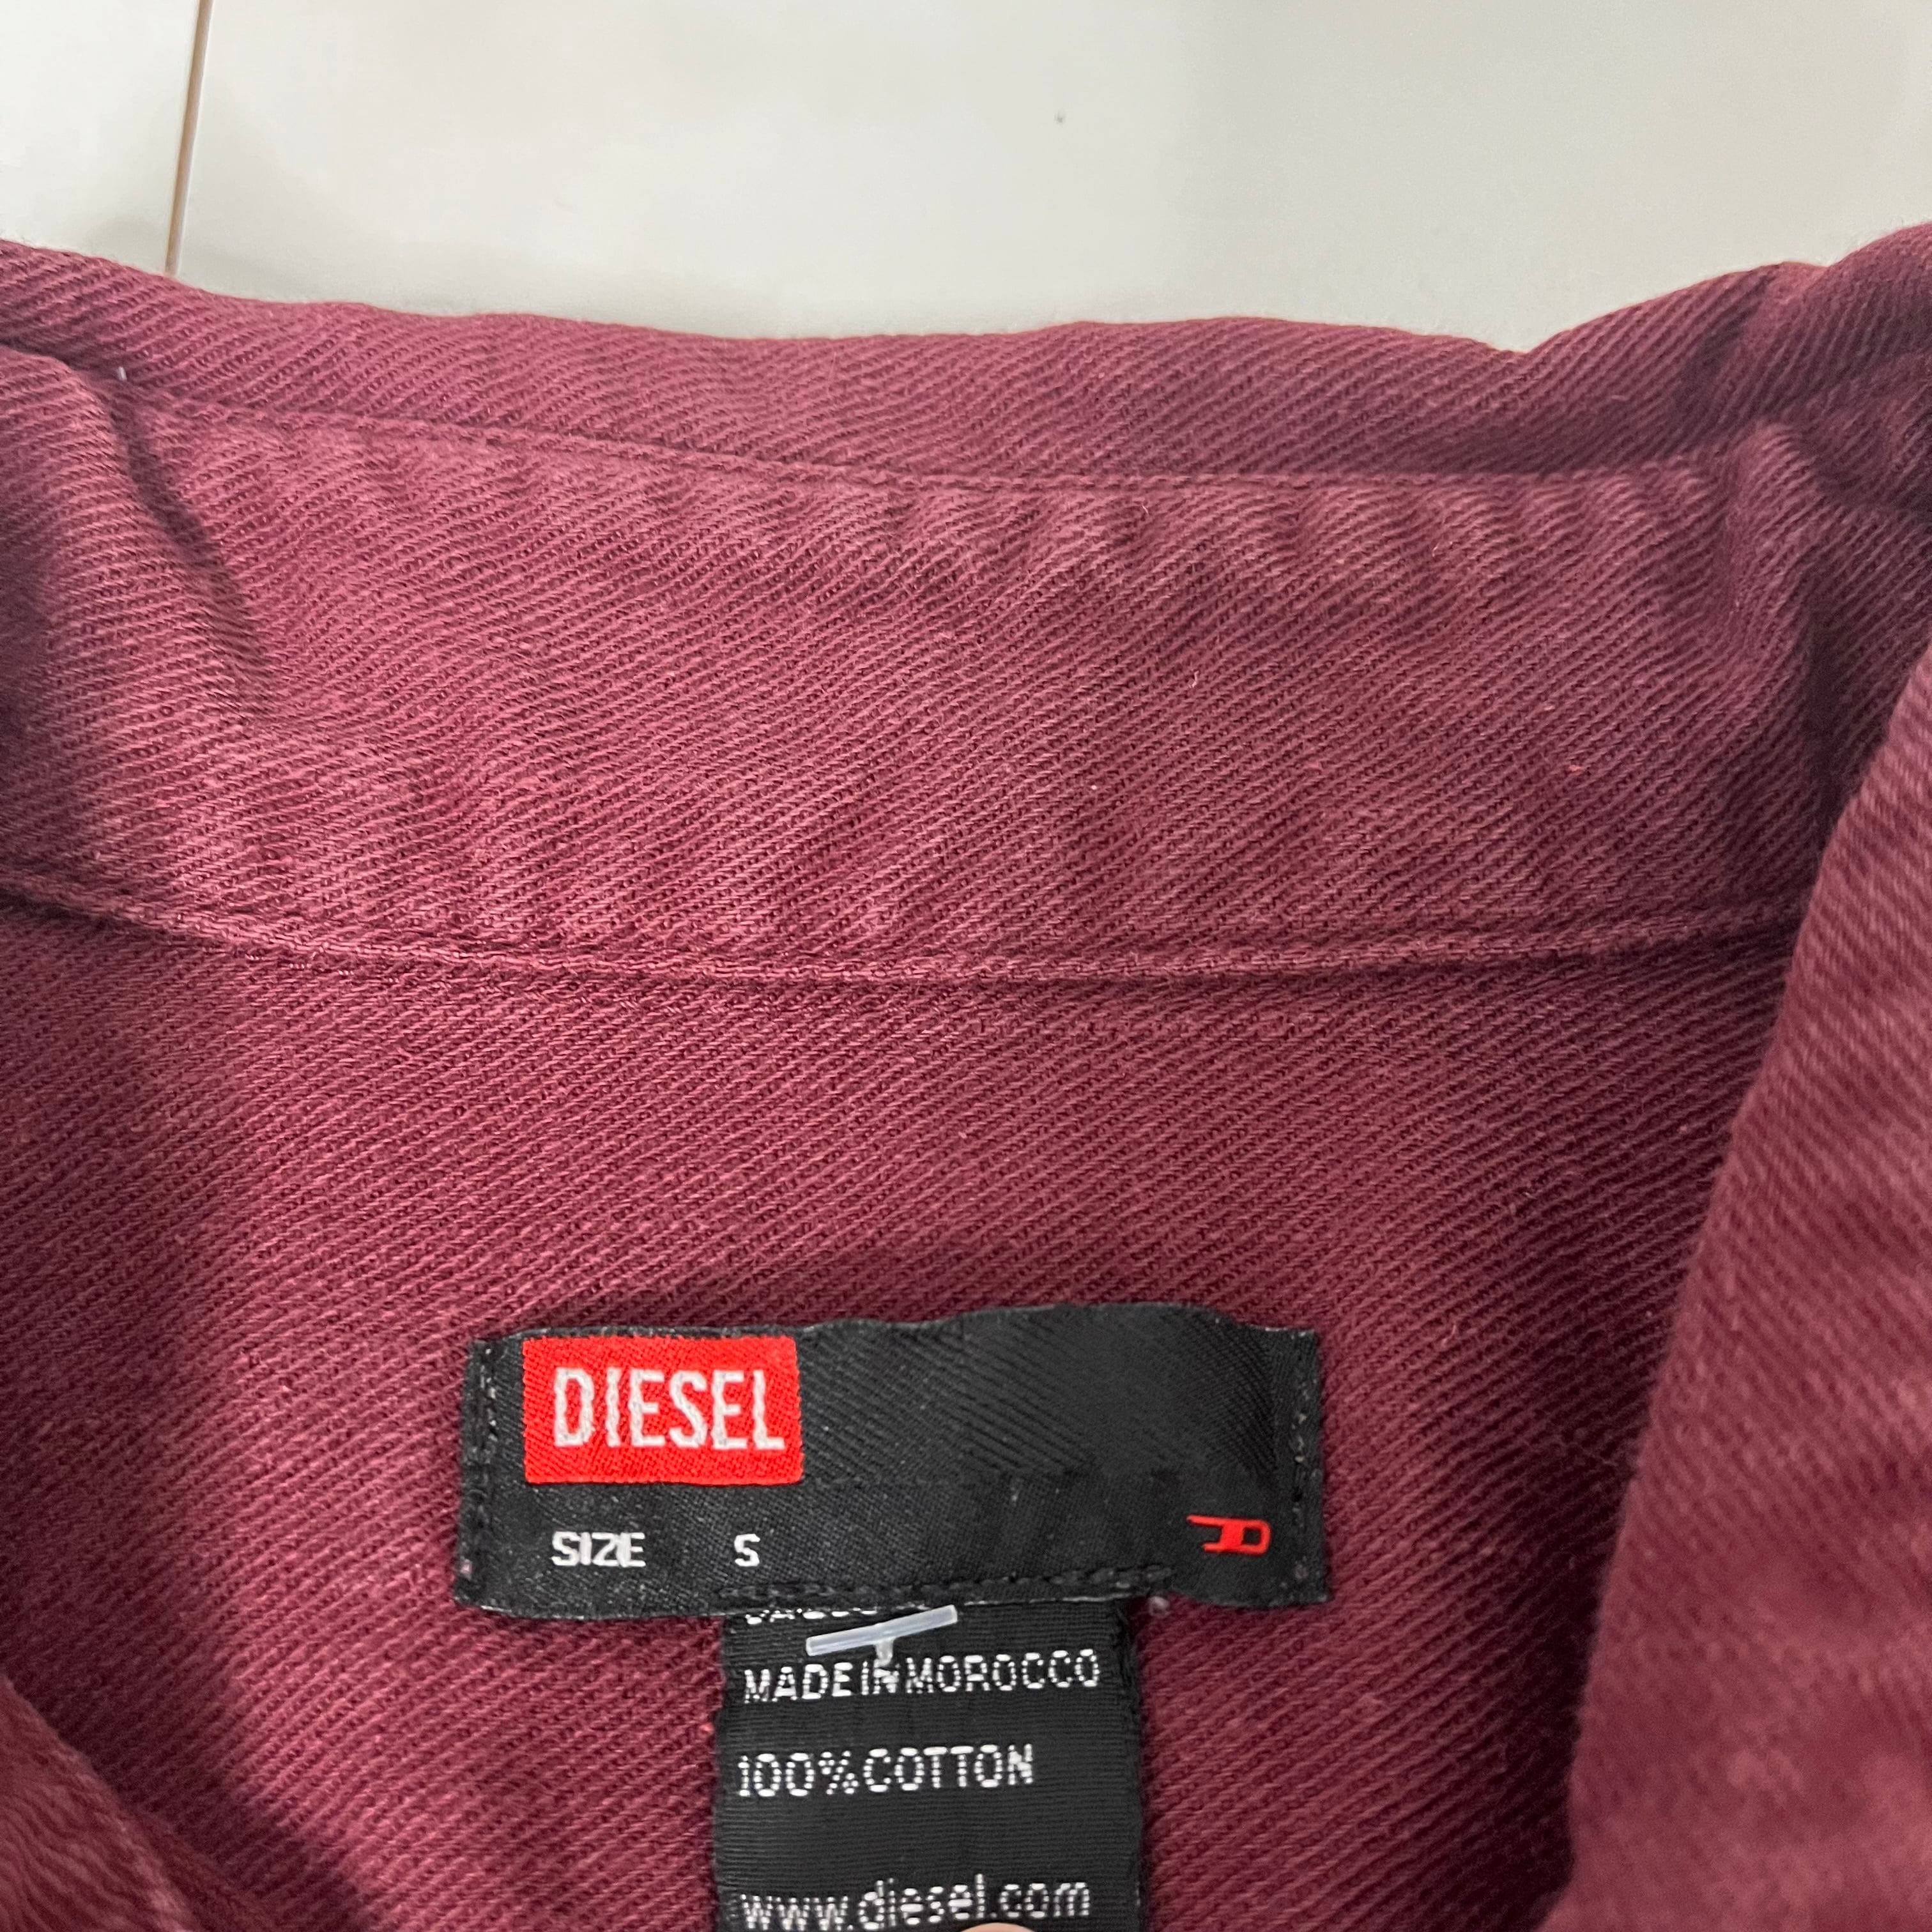 DIESEL
SIZE S
MADE IN MOROCCO
100% COTTON
www.diesel.com